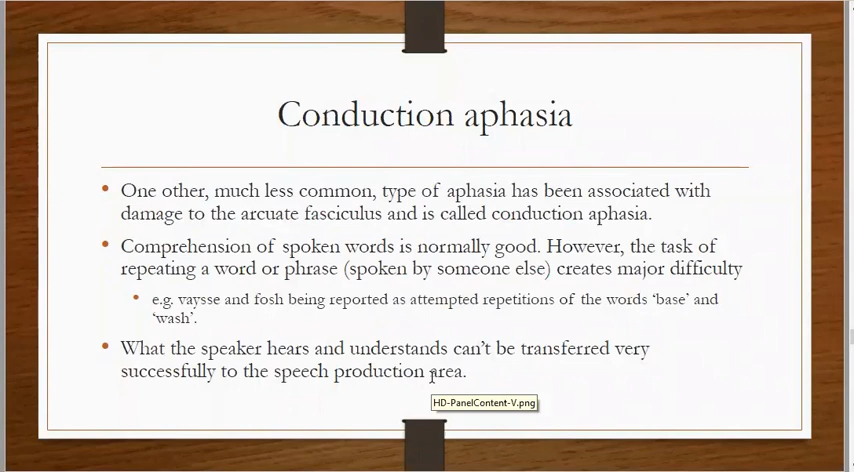 Conduction aphasia
• One other, much less common, type of aphasia has been associated with
damage to the arcuate fasciculus and is called conduction aphasia.
• Comprehension of spoken words is normally good. However, the task of
repeating a word or phrase (spoken by someone else) creates major difficulty
• e.g. vaysse and fosh being reported as attempted repetitions of the words ‘base’ and
‘wash’.
• What the speaker hears and understands can’t be transferred very
successfully to the speech production area.
HD-PanelContent-V.png